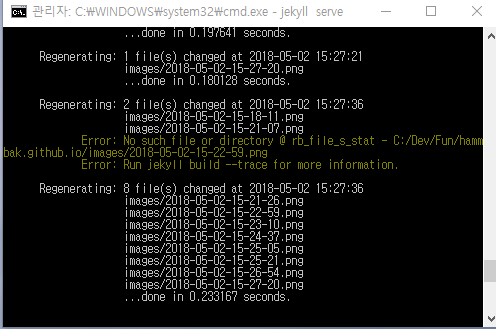 관리자: C:₩WINDOWS₩system32₩cmd.exe - jekyll serve
...done in 0.197641 seconds.
Regenerating: 1 file(s) changed at 2018-05-02 15:27:21
images/2018-05-02-15-27-20.png
...done in 0.180128 seconds.
Regenerating: 2 file(s) changed at 2018-05-02 15:27:36
images/2018-05-02-15-18-11.png
images/2018-05-02-15-21-07.png
Error: No such file or directory @ rb_file_s_stat - C:/Dev/Fun/hamm
bak.github.io/images/2018-05-02-15-22-59.png
Error: Run jekyll build --trace for more information.
Regenerating: 8 file(s) changed at 2018-05-02 15:27:36
images/2018-05-02-15-21-26.png
images/2018-05-02-15-22-59.png
images/2018-05-02-15-23-10.png
images/2018-05-02-15-24-37.png
images/2018-05-02-15-25-05.png
images/2018-05-02-15-25-21.png
images/2018-05-02-15-26-54.png
images/2018-05-02-15-27-20.png
...done in 0.233167 seconds.